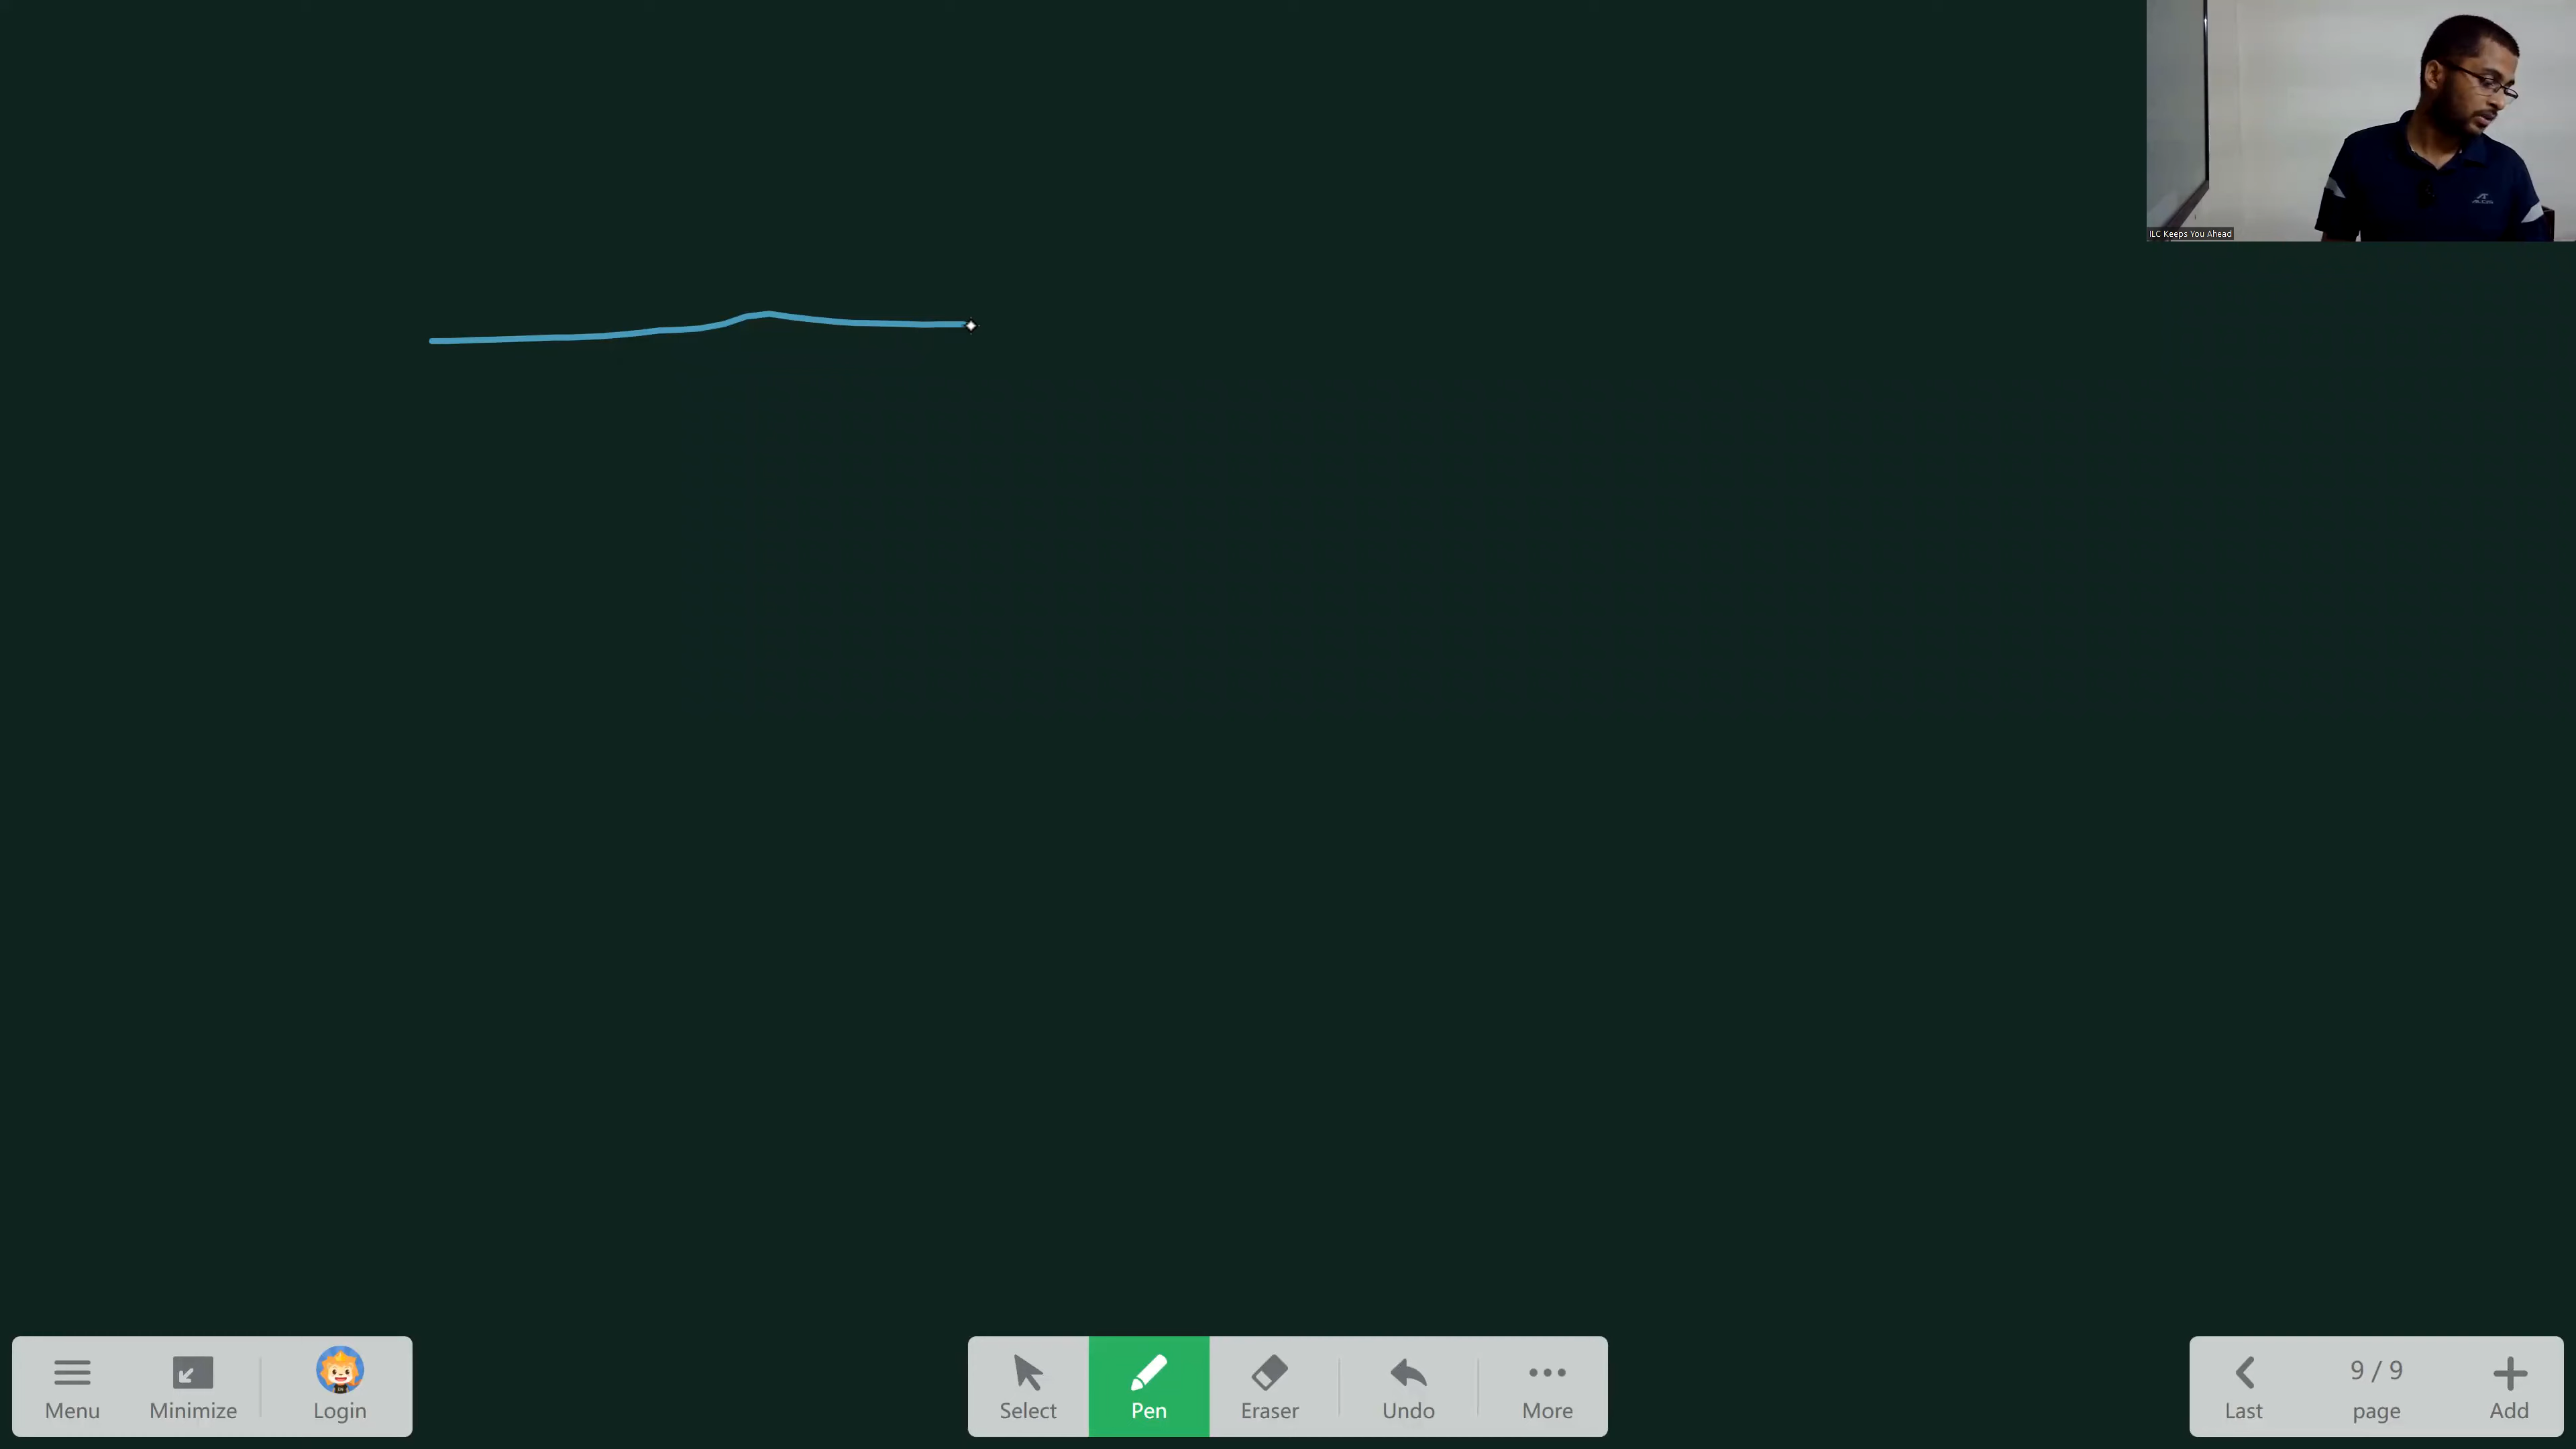 ILC Keeps You Ahead
Menu
Minimize
Login
Select
Pen
Eraser
Undo
More
Last
9 / 9
page
Add